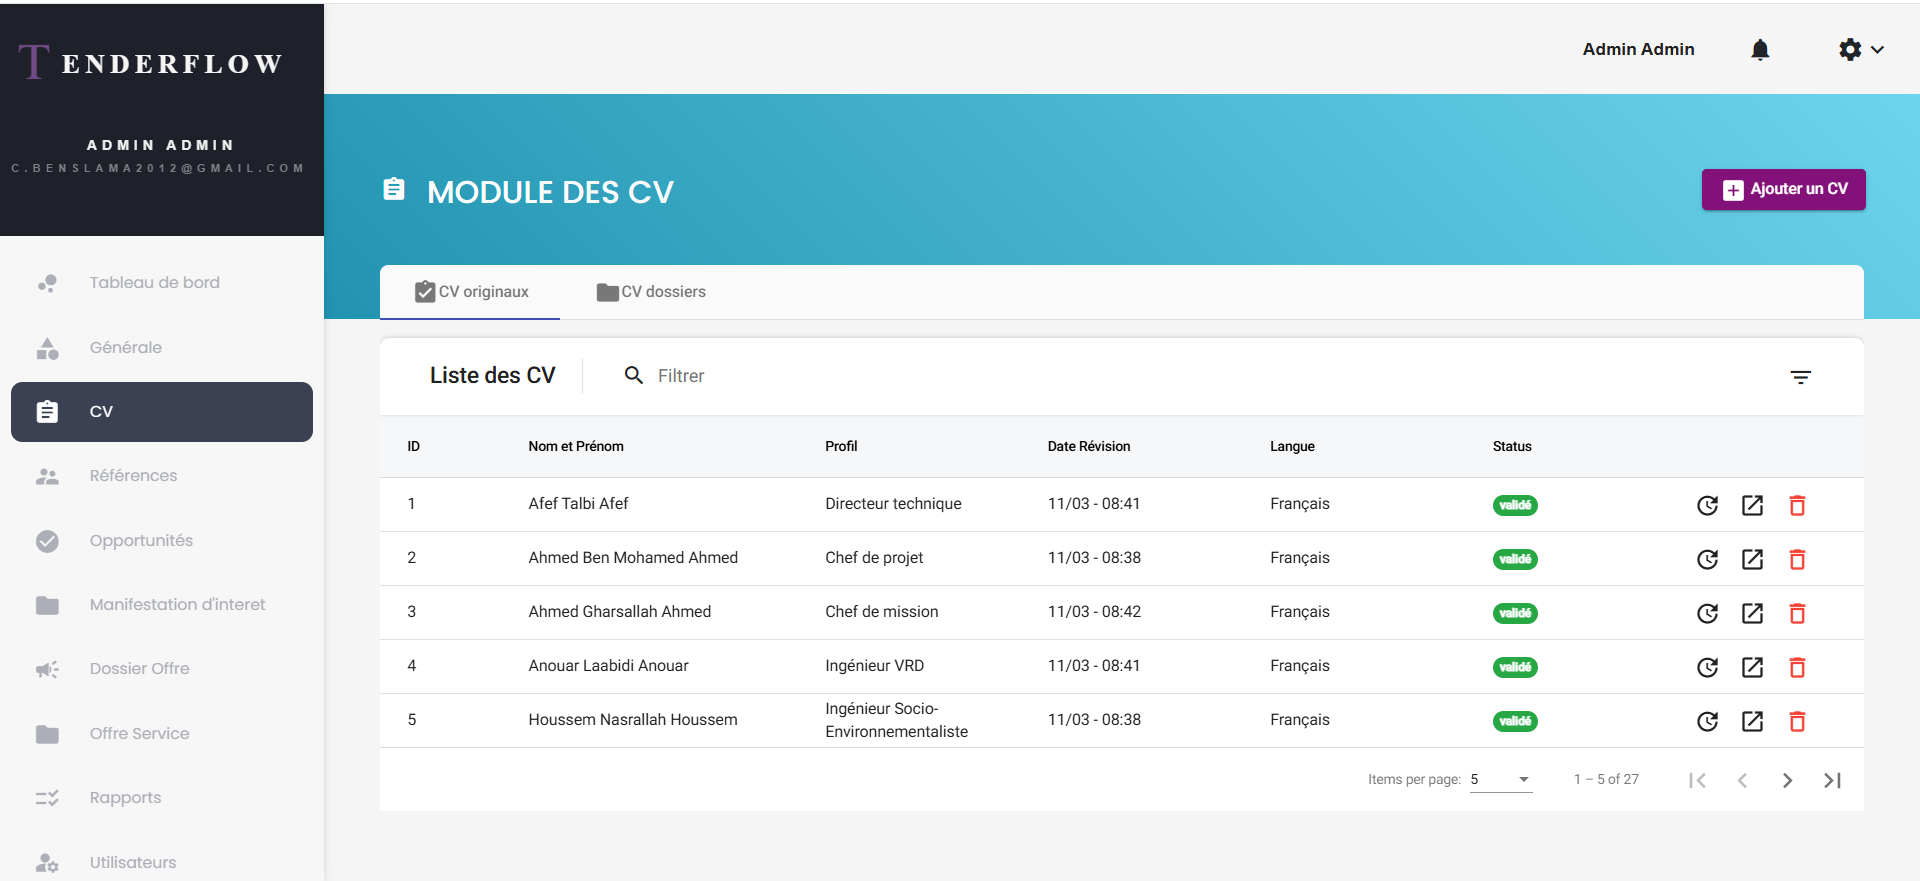 TENDERFLOW
ADMIN ADMIN
C.BENSLAMA2012@GMAIL.COM
Tableau de bord
Générale
CV
Références
Opportunités
Manifestation d'interet
Dossier Offre
Offre Service
Rapports
Utilisateurs
Admin Admin
MODULE DES CV
Ajouter un CV
CV originaux CV dossiers
Liste des CV Filtrer
ID Nom et Prénom Profil Date Révision Langue Status
1 Afef Talbi Afef Directeur technique 11/03 - 08:41 Français validé
2 Ahmed Ben Mohamed Ahmed Chef de projet 11/03 - 08:38 Français validé
3 Ahmed Gharsallah Ahmed Chef de mission 11/03 - 08:42 Français validé
4 Anouar Laabidi Anouar Ingénieur VRD 11/03 - 08:41 Français validé
5 Houssem Nasrallah Houssem Ingénieur Socio-
Environnementaliste 11/03 - 08:38 Français validé
Items per page: 5 1 – 5 of 27